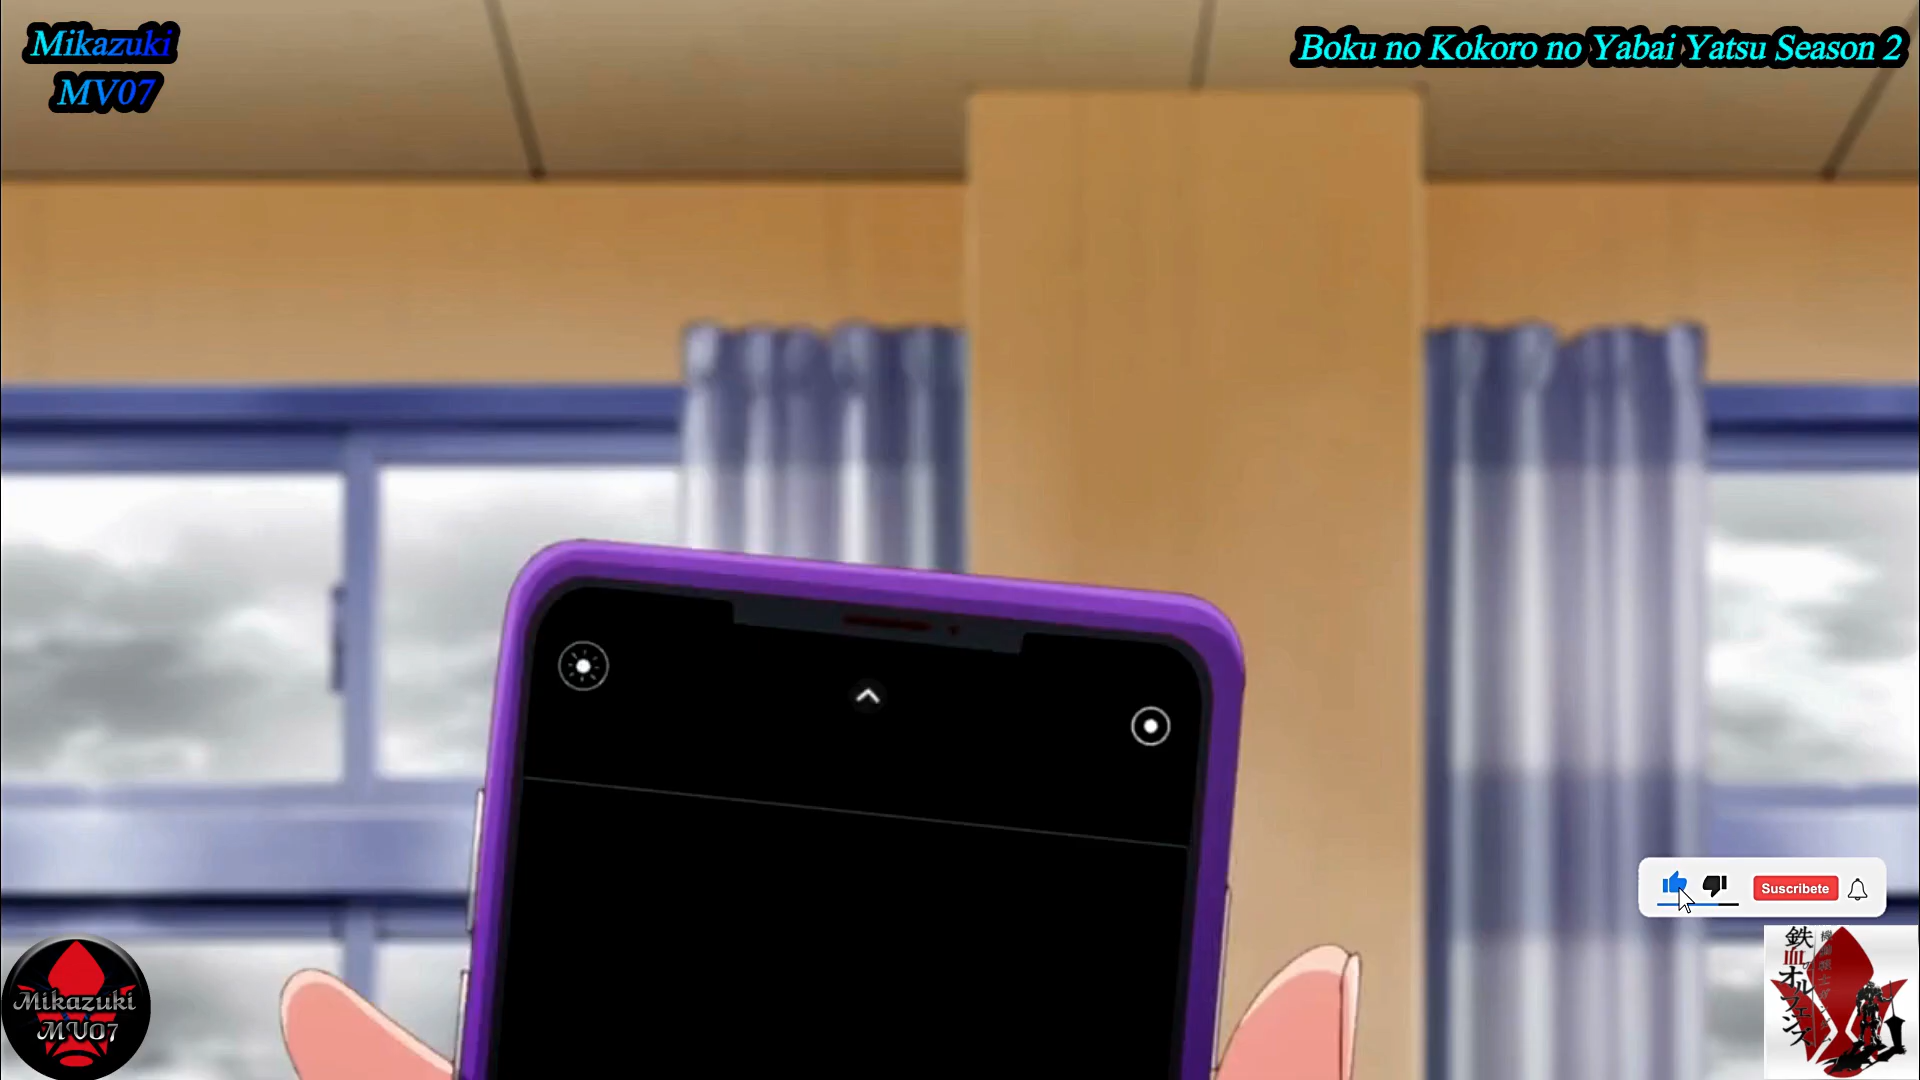 Mikazuki
MV07
Boku no Kokoro no Yabai Yatsu Season 2
Suscribete
Mikazuki
MV07
鉄血のオルフェンズ